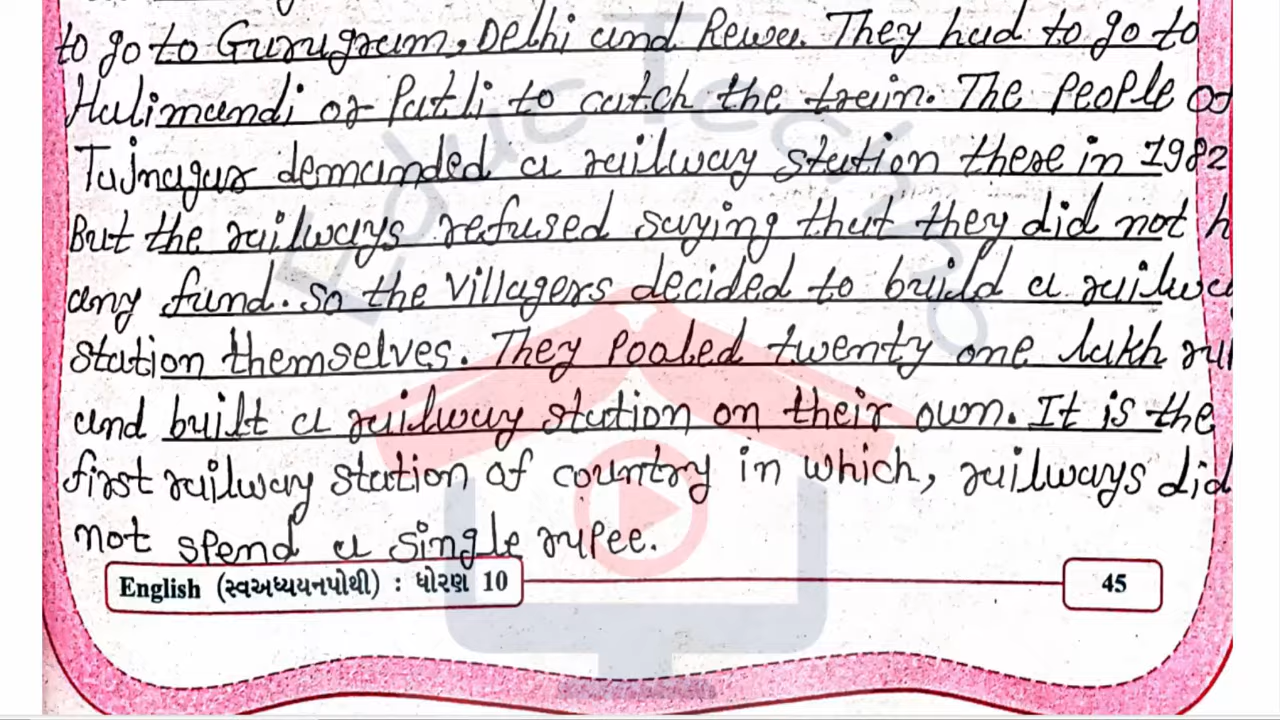 to go to Gurugram, Delhi and Rewa. They had to go to
Halimandi or Patli to catch the train. The People
Tajnagar demanded a railway station there in 1982
But the railways refused saying that they did not
any fund. So the villagers decided to build a
station themselves. They Pooled twenty one lakh
and built a railway station on their own. It is the
first railway station of country in which, railways did
not spend a single rupee.
English (સ્વઅધ્યયનપોથી) : ધોરણ 10
45
EducTechno